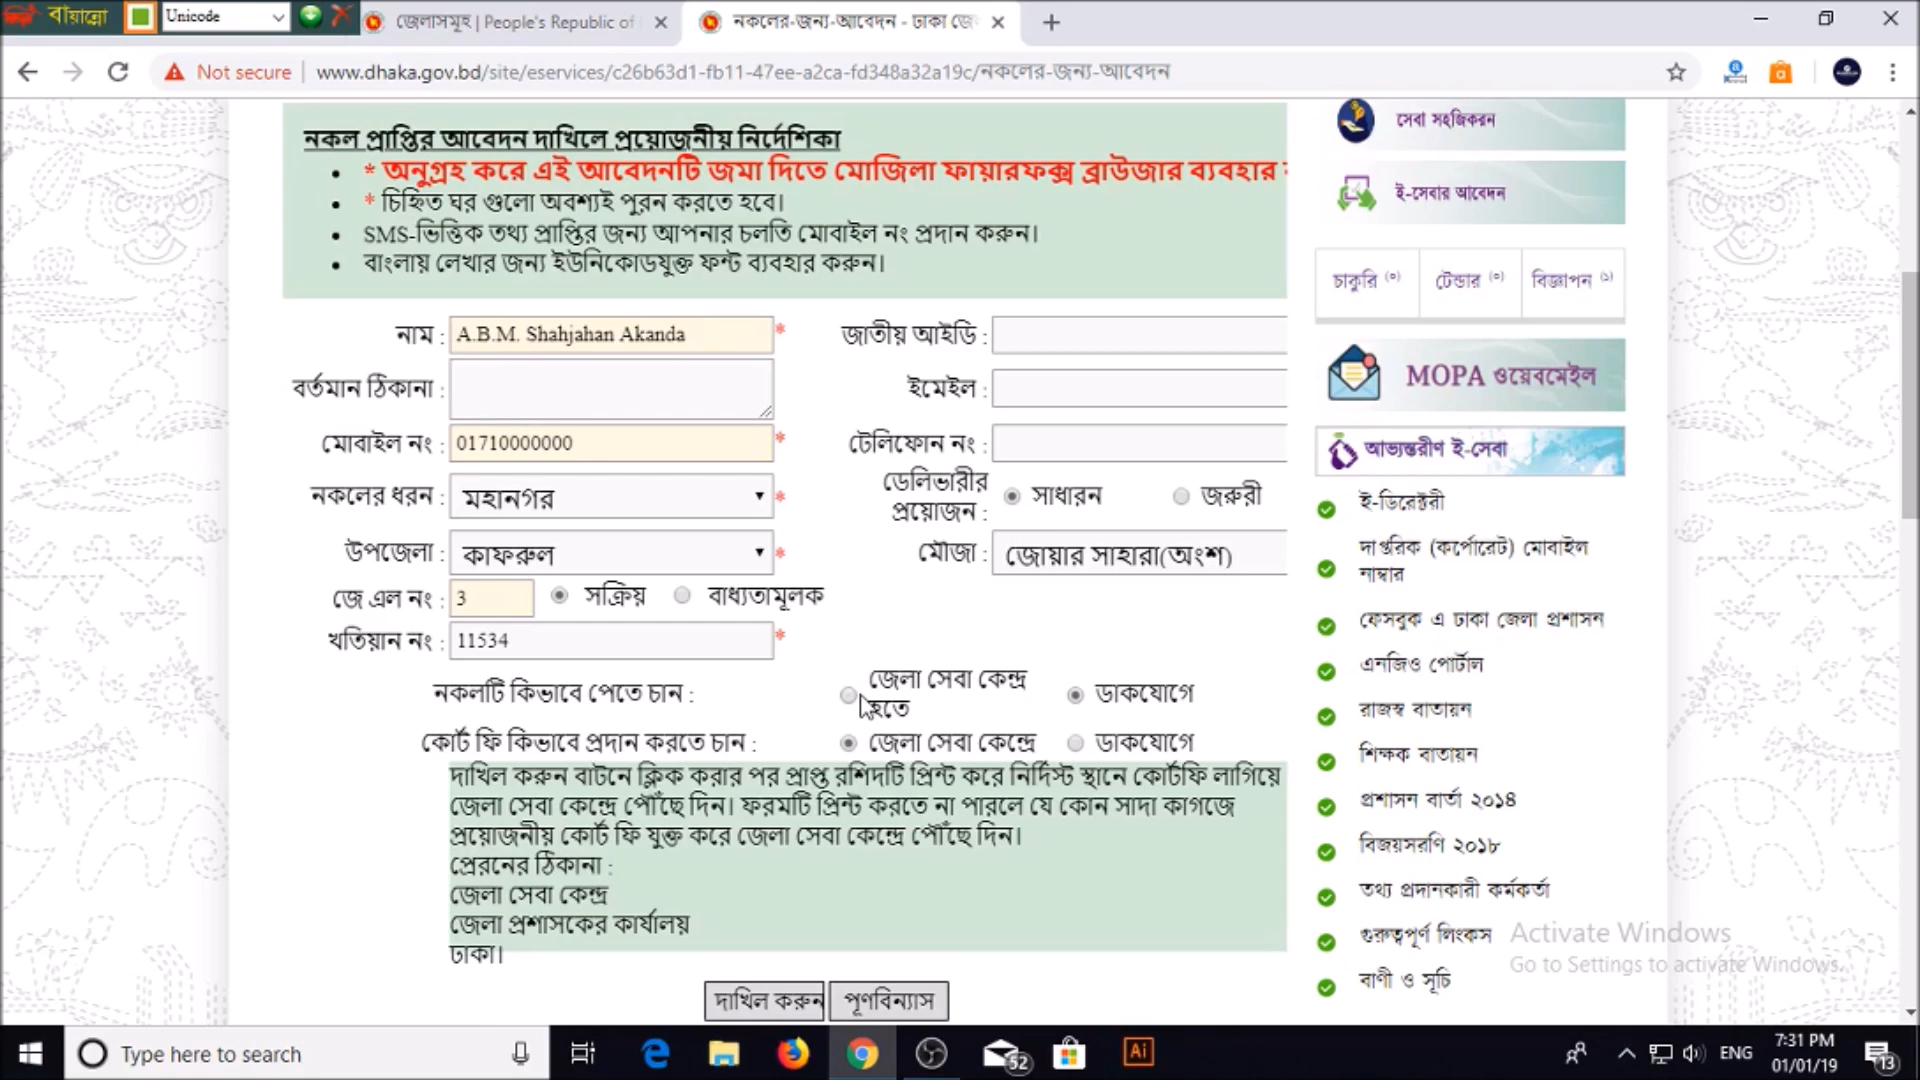 বায়ান্নো
Unicode
জেলাসমূহ | People's Republic of
নকলের-জন্য-আবেদন - ঢাকা জে
Not secure
www.dhaka.gov.bd/site/eservices/c26b63d1-fb11-47ee-a2ca-fd348a32a19c/নকলের-জন্য-আবেদন
নকল প্রাপ্তির আবেদন দাখিলে প্রয়োজনীয় নির্দেশিকা
* অনুগ্রহ করে এই আবেদনটি জমা দিতে মোজিলা ফায়ারফক্স ব্রাউজার ব্যবহার
* চিহ্নিত ঘর গুলো অবশ্যই পুরন করতে হবে।
SMS-ভিত্তিক তথ্য প্রাপ্তির জন্য আপনার চলতি মোবাইল নং প্রদান করুন।
বাংলায় লেখার জন্য ইউনিকোডযুক্ত ফন্ট ব্যবহার করুন।
নাম : A.B.M. Shahjahan Akanda *
জাতীয় আইডি :
বর্তমান ঠিকানা :
ইমেইল :
মোবাইল নং : 01710000000 *
টেলিফোন নং :
নকলের ধরন : মহানগর *
ডেলিভারীর প্রয়োজন : সাধারন জরুরী
উপজেলা : কাফরুল *
মৌজা : জোয়ার সাহারা(অংশ)
জে এল নং : 3 সক্রিয় বাধ্যতামূলক
খতিয়ান নং : 11534 *
নকলটি কিভাবে পেতে চান : জেলা সেবা কেন্দ্র হতে ডাকযোগে
কোর্ট ফি কিভাবে প্রদান করতে চান : জেলা সেবা কেন্দ্রে ডাকযোগে
দাখিল করুন বাটনে ক্লিক করার পর প্রাপ্ত রশিদটি প্রিন্ট করে নির্দিস্ট স্থানে কোর্টফি লাগিয়ে
জেলা সেবা কেন্দ্রে পৌঁছে দিন। ফরমটি প্রিন্ট করতে না পারলে যে কোন সাদা কাগজে
প্রয়োজনীয় কোর্ট ফি যুক্ত করে জেলা সেবা কেন্দ্রে পৌঁছে দিন।
প্রেরনের ঠিকানা :
জেলা সেবা কেন্দ্র
জেলা প্রশাসকের কার্যালয়
ঢাকা।
দাখিল করুন পূণবিন্যাস
সেবা সহজিকরন
ই-সেবার আবেদন
চাকুরি (০) টেন্ডার (০) বিজ্ঞাপন (১)
MOPA ওয়েবমেইল
আভ্যন্তরীণ ই-সেবা
ই-ডিরেক্টরী
দাপ্তরিক (কর্পোরেট) মোবাইল
নাম্বার
ফেসবুক এ ঢাকা জেলা প্রশাসন
এনজিও পোর্টাল
রাজস্ব বাতায়ন
শিক্ষক বাতায়ন
প্রশাসন বার্তা ২০১৪
বিজয়সরণি ২০১৮
তথ্য প্রদানকারী কর্মকর্তা
গুরুত্বপূর্ণ লিংকস
বাণী ও সূচি
Activate Windows
Go to Settings to activate Windows.
Type here to search
52
Ai
ENG
7:31 PM
01/01/19
13